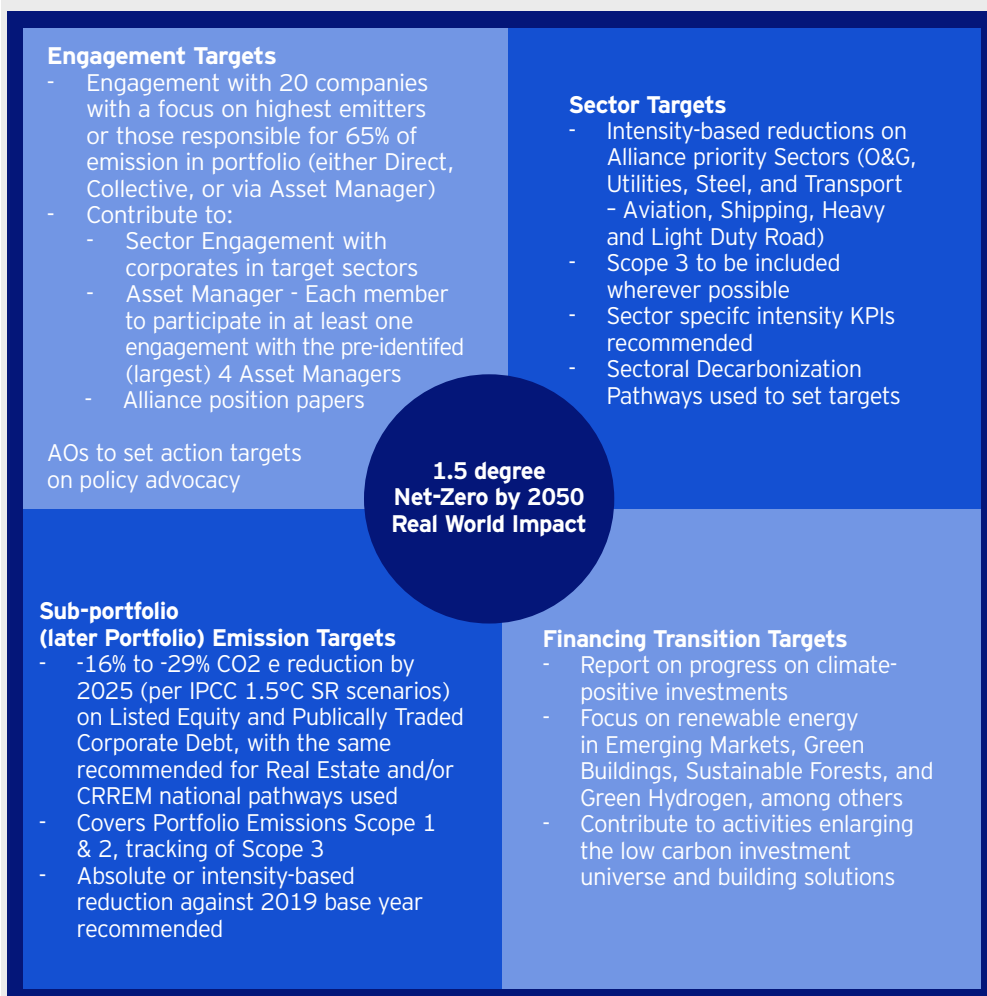 Engagement Targets
- Engagement with 20 companies
with a focus on highest emitters
or those responsible for 65% of
emission in portfolio (either Direct,
Collective, or via Asset Manager)
- Contribute to:
- Sector Engagement with
corporates in target sectors
- Asset Manager - Each member
to participate in at least one
engagement with the pre-identifed
(largest) 4 Asset Managers
- Alliance position papers
AOs to set action targets
on policy advocacy
Sector Targets
- Intensity-based reductions on
Alliance priority Sectors (O&G,
Utilities, Steel, and Transport
– Aviation, Shipping, Heavy
and Light Duty Road)
- Scope 3 to be included
wherever possible
- Sector specifc intensity KPIs
recommended
- Sectoral Decarbonization
Pathways used to set targets
1.5 degree
Net-Zero by 2050
Real World Impact
Sub-portfolio
(later Portfolio) Emission Targets
- -16% to -29% CO2 e reduction by
2025 (per IPCC 1.5°C SR scenarios)
on Listed Equity and Publically Traded
Corporate Debt, with the same
recommended for Real Estate and/or
CRREM national pathways used
- Covers Portfolio Emissions Scope 1
& 2, tracking of Scope 3
- Absolute or intensity-based
reduction against 2019 base year
recommended
Financing Transition Targets
- Report on progress on climate-
positive investments
- Focus on renewable energy
in Emerging Markets, Green
Buildings, Sustainable Forests, and
Green Hydrogen, among others
- Contribute to activities enlarging
the low carbon investment
universe and building solutions